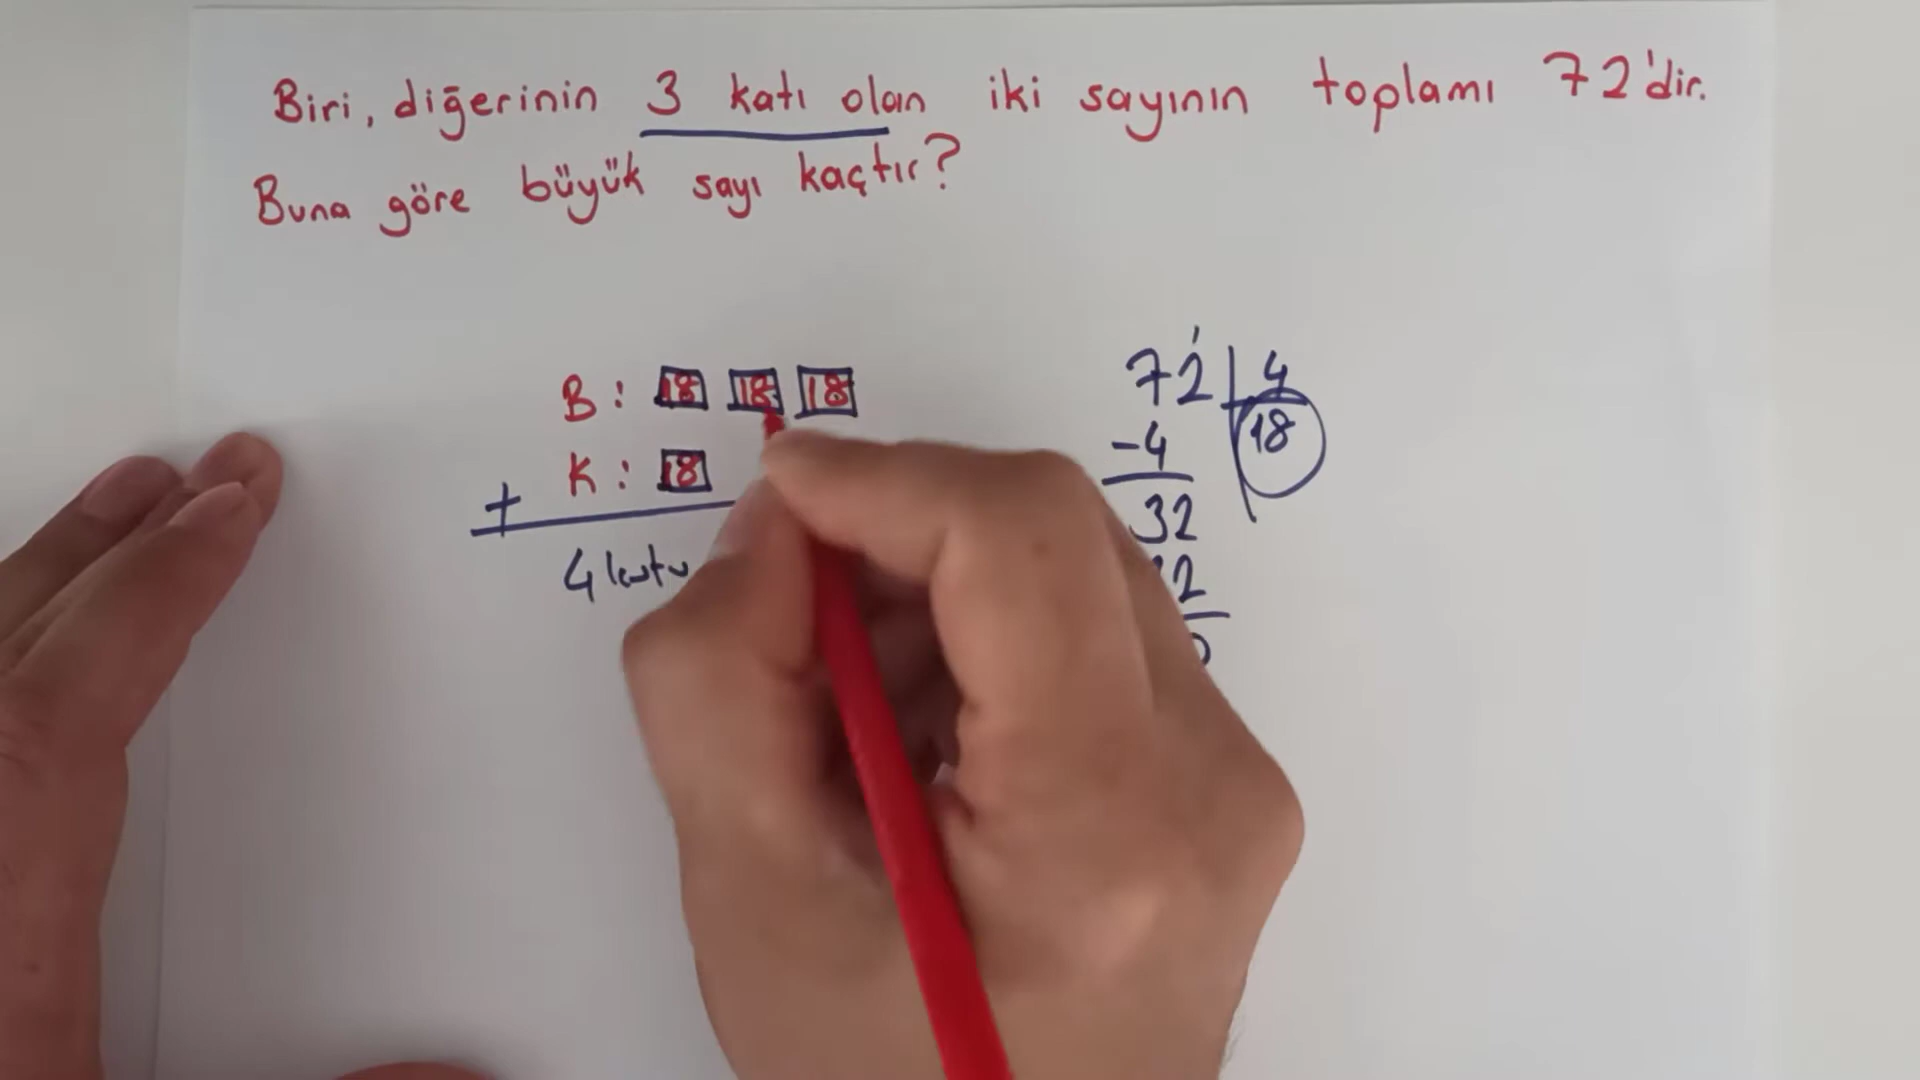 Biri, diğerinin 3 katı olan iki sayının toplamı 72'dir.
Buna göre büyük sayı kaçtır?
B: 18 18 18
K: 18
+
4 kutu
72 4
-4 18
32